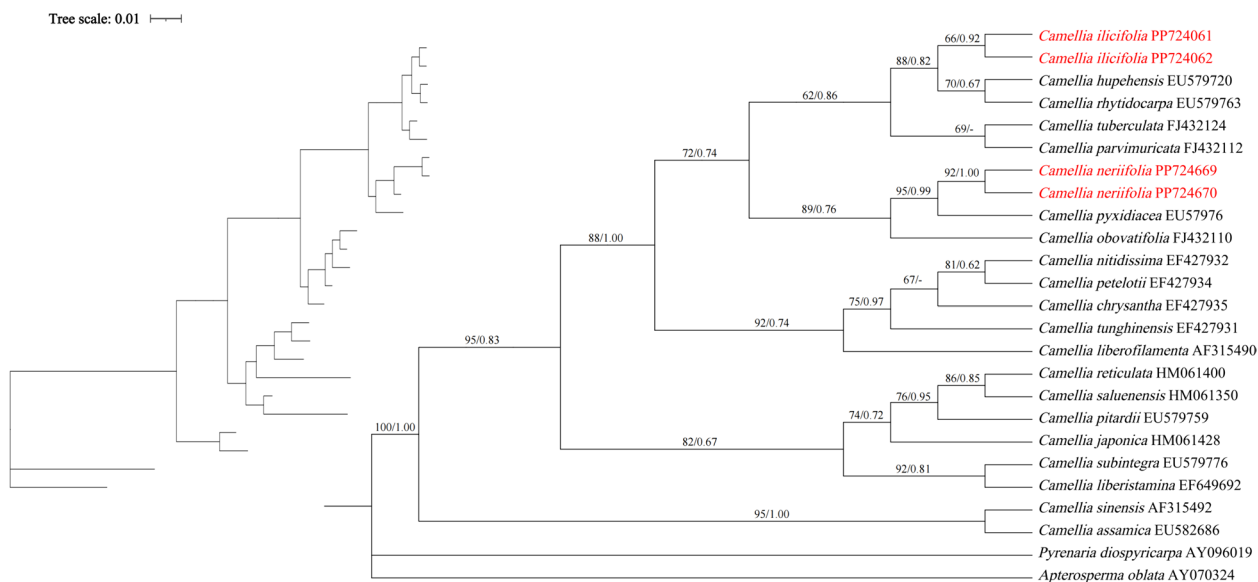 Tree scale: 0.01
66/0.92
Camellia ilicifolia PP724061
Camellia ilicifolia PP724062
88/0.82
70/0.67
Camellia hupehensis EU579720
Camellia rhytidocarpa EU579763
62/0.86
69/-
Camellia tuberculata FJ432124
Camellia parvimuricata FJ432112
72/0.74
92/1.00
Camellia neriifolia PP724669
Camellia neriifolia PP724670
95/0.99
Camellia pyxidiacea EU57976
89/0.76
Camellia obovatifolia FJ432110
88/1.00
81/0.62
Camellia nitidissima EF427932
Camellia petelotii EF427934
67/-
Camellia chrysantha EF427935
75/0.97
Camellia tunghinensis EF427931
92/0.74
Camellia liberofilamenta AF315490
95/0.83
86/0.85
Camellia reticulata HM061400
Camellia saluenensis HM061350
76/0.95
Camellia pitardii EU579759
74/0.72
Camellia japonica HM061428
82/0.67
92/0.81
Camellia subintegra EU579776
Camellia liberistamina EF649692
100/1.00
95/1.00
Camellia sinensis AF315492
Camellia assamica EU582686
Pyrenaria diospyricarpa AY096019
Apterosperma oblata AY070324